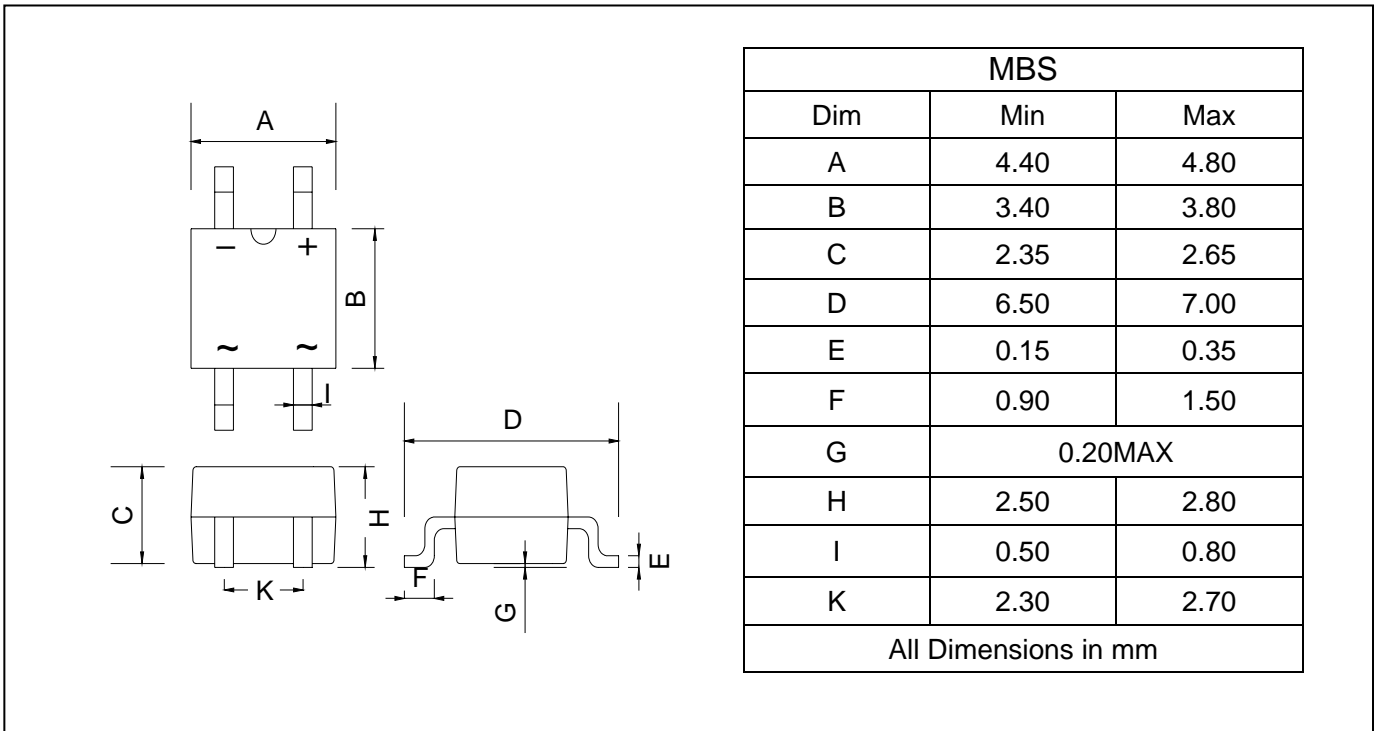 A
− +
B
~ ~
I
C
H
K
D
E
F
G
MBS
Dim Min Max
A 4.40 4.80
B 3.40 3.80
C 2.35 2.65
D 6.50 7.00
E 0.15 0.35
F 0.90 1.50
G 0.20MAX
H 2.50 2.80
I 0.50 0.80
K 2.30 2.70
All Dimensions in mm